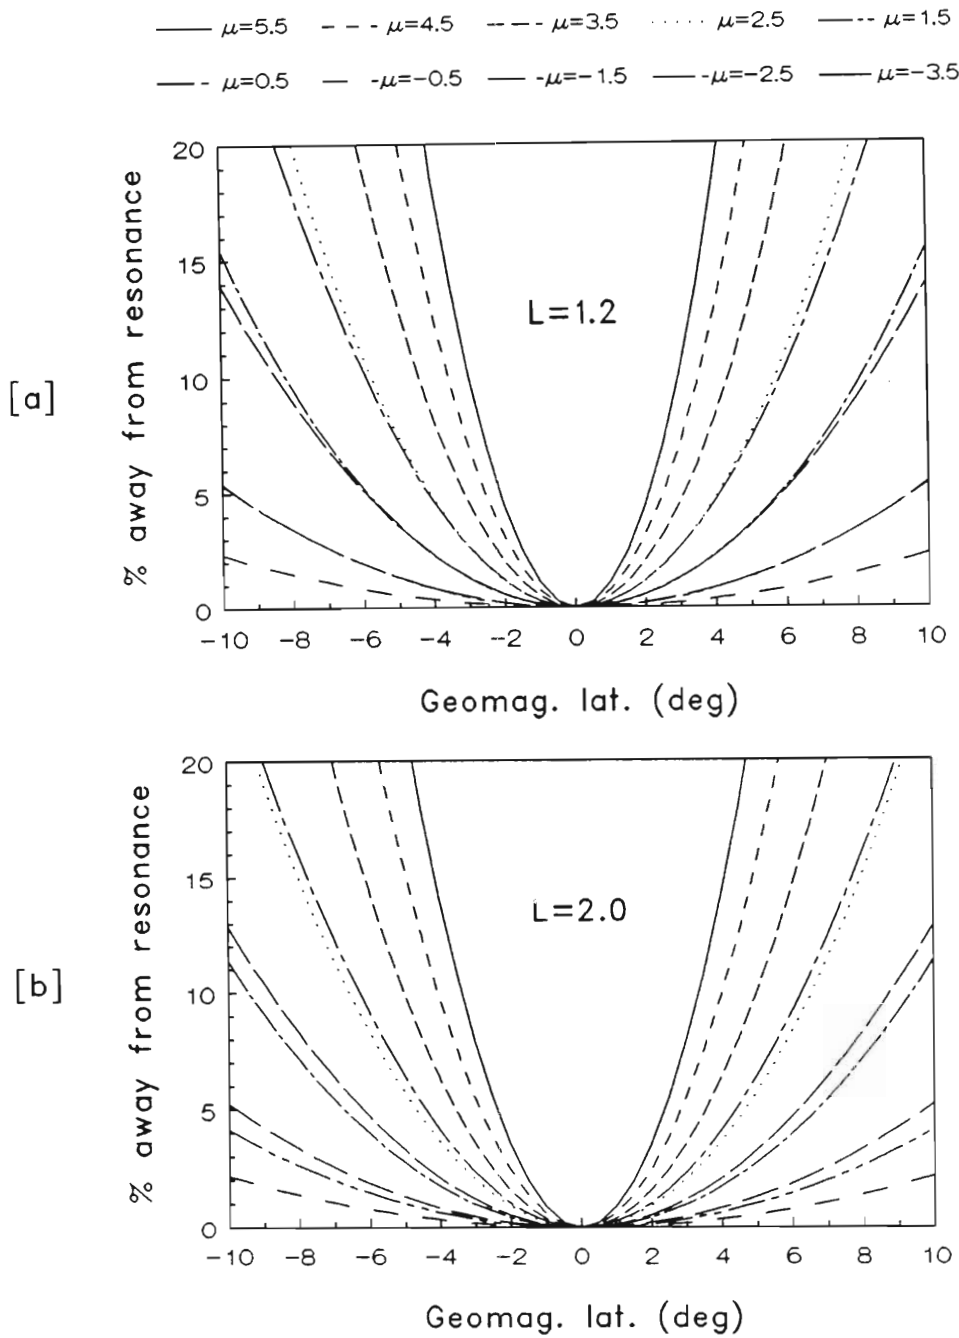 μ=5.5 μ=4.5 μ=3.5 μ=2.5 μ=1.5
μ=0.5 -μ=-0.5 -μ=-1.5 -μ=-2.5 μ=-3.5
[a]
% away from resonance
20
15
10
5
0
L=1.2
-10 -8 -6 -4 -2 0 2 4 6 8 10
Geomag. lat. (deg)
[b]
% away from resonance
20
15
10
5
0
L=2.0
-10 -8 -6 -4 -2 0 2 4 6 8 10
Geomag. lat. (deg)